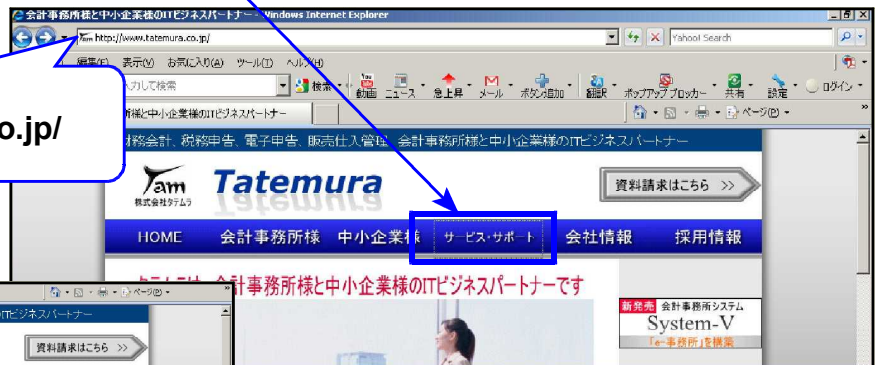 会計事務所様と中小企業様のITビジネスパートナー - Windows Internet Explorer
http://www.tatemura.co.jp/
Yahoo! Search
表示(V) お気に入り(A) ツール(T) ヘルプ(H)
入力して検索
検索
動画
ニュース
急上昇
メール
ボタン追加
翻訳
ポップアップブロッカー
共有
設定
ログイン
所様と中小企業様のITビジネスパートナー
ページ(P)
o.jp/
財務会計、税務申告、電子申告、販売仕入管理 会計事務所様と中小企業様のITビジネスパートナー
Tam
株式会社タテムラ
Tatemura
資料請求はこちら >>
HOME 会計事務所様 中小企業様 サービス・サポート 会社情報 採用情報
会計事務所様と中小企業様のITビジネスパートナーです
新発売 会計事務所システム
System-V
「e-事務所」を構築
ページ(P)
ITビジネスパートナー
資料請求はこちら >>